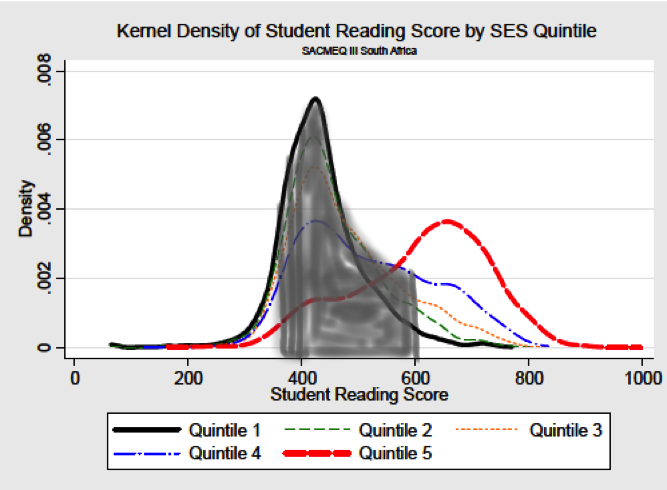 Kernel Density of Student Reading Score by SES Quintile
SACMEQ III South Africa
Density
.008
.006
.004
.002
0
0 200 400 600 800 1000
Student Reading Score
Quintile 1 Quintile 2 Quintile 3
Quintile 4 Quintile 5